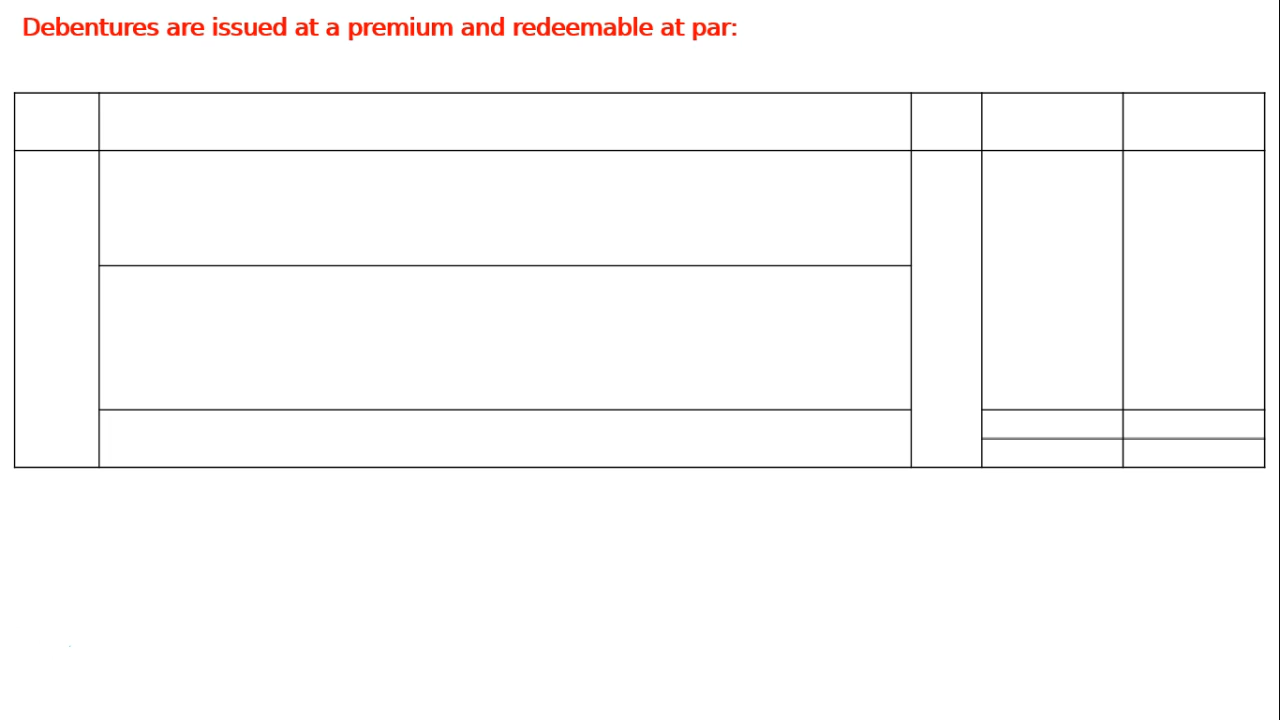 Debentures are issued at a premium and redeemable at par: